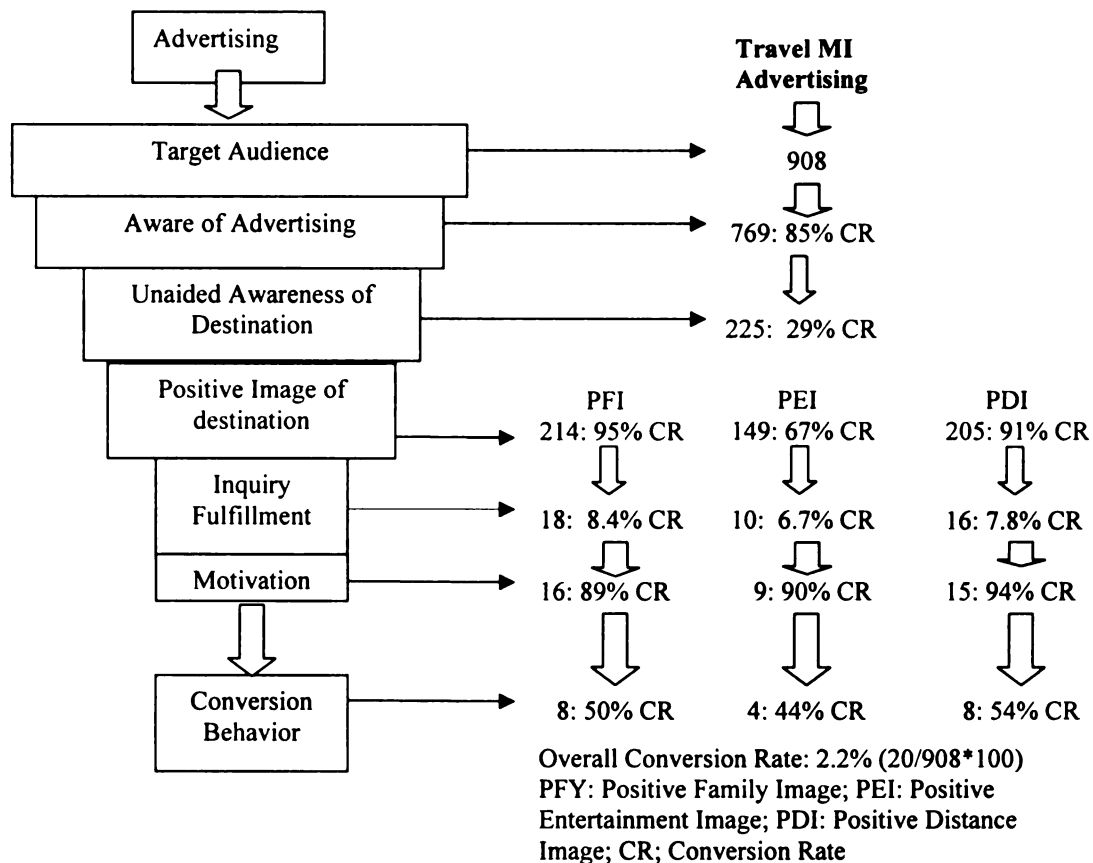 Advertising
Travel MI
Advertising
Target Audience
908
Aware of Advertising
769: 85% CR
Unaided Awareness of
Destination
225: 29% CR
Positive Image of
destination
PFI
PEI
PDI
214: 95% CR
149: 67% CR
205: 91% CR
Inquiry
Fulfillment
18: 8.4% CR
10: 6.7% CR
16: 7.8% CR
Motivation
16: 89% CR
9: 90% CR
15: 94% CR
Conversion
Behavior
8: 50% CR
4: 44% CR
8: 54% CR
Overall Conversion Rate: 2.2% (20/908*100)
PFY: Positive Family Image; PEI: Positive
Entertainment Image; PDI: Positive Distance
Image; CR; Conversion Rate